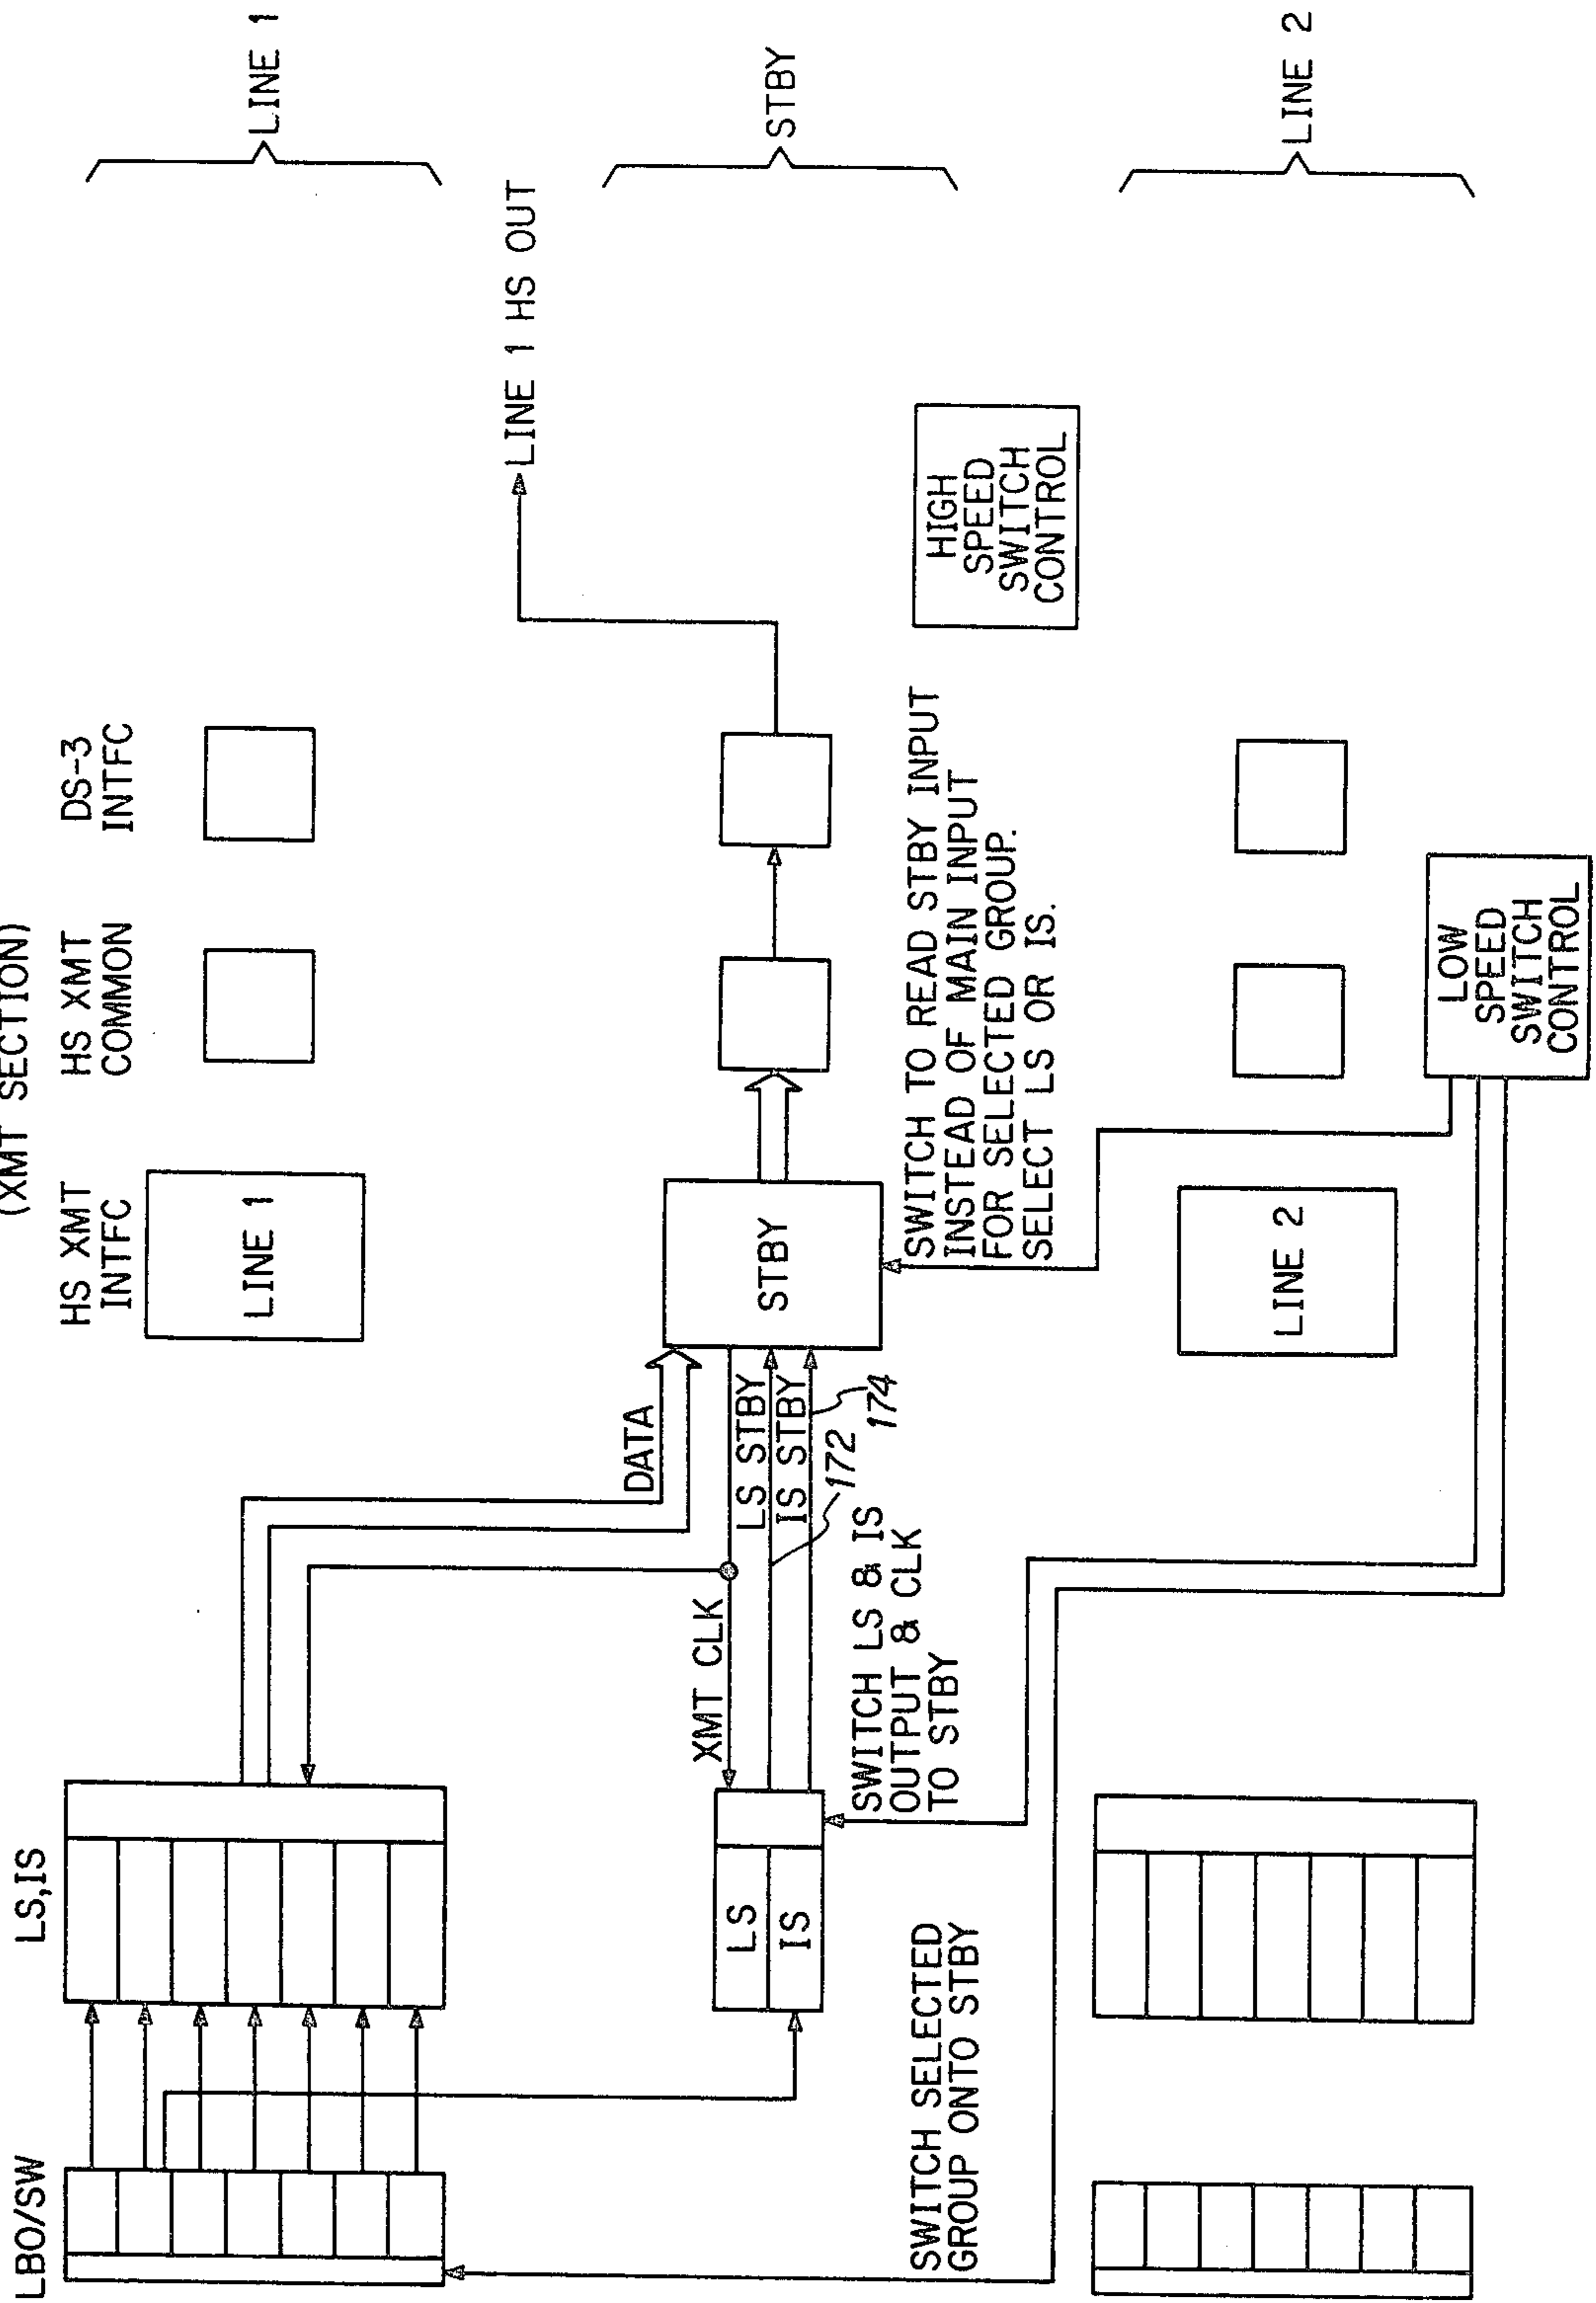 (XMT SECTION)
LBO/SW
LS,IS
HS XMT
INTFC
HS XMT
COMMON
DS-3
INTFC
LINE 1
LINE 1
DATA
LINE 1 HS OUT
XMT CLK
LS STBY
IS STBY
172
174
LS
IS
STBY
STBY
SWITCH LS & IS
OUTPUT & CLK
TO STBY
SWITCH TO READ STBY INPUT
INSTEAD OF MAIN INPUT
FOR SELECTED GROUP.
SELECT LS OR IS.
HIGH
SPEED
SWITCH
CONTROL
SWITCH SELECTED
GROUP ONTO STBY
LINE 2
LINE 2
LOW
SPEED
SWITCH
CONTROL